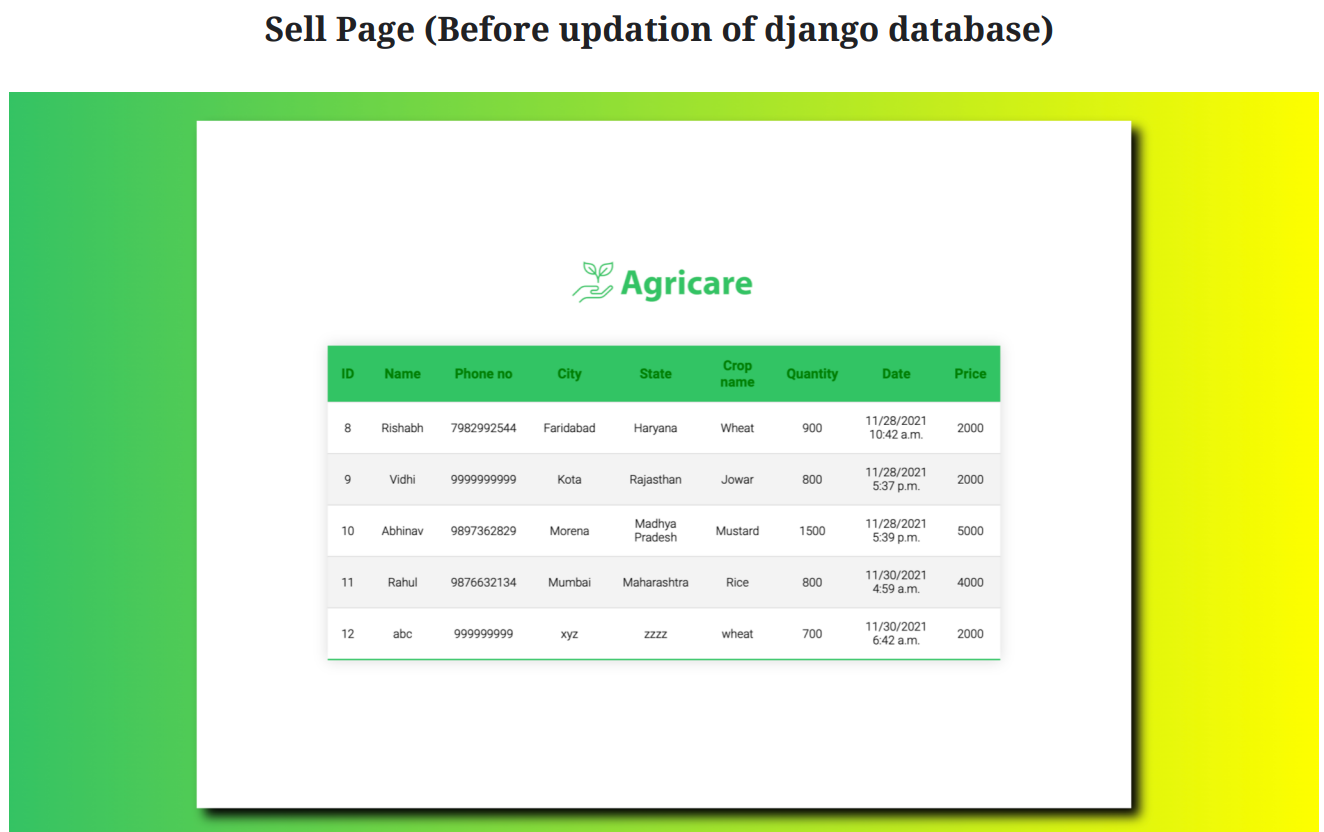 Sell Page (Before updation of django database)
Agricare
ID Name Phone no City State Crop name Quantity Date Price
8 Rishabh 7982992544 Faridabad Haryana Wheat 900 11/28/2021 10:42 a.m. 2000
9 Vidhi 9999999999 Kota Rajasthan Jowar 800 11/28/2021 5:37 p.m. 2000
10 Abhinav 9897362829 Morena Madhya Pradesh Mustard 1500 11/28/2021 5:39 p.m. 5000
11 Rahul 9876632134 Mumbai Maharashtra Rice 800 11/30/2021 4:59 a.m. 4000
12 abc 999999999 xyz zzzz wheat 700 11/30/2021 6:42 a.m. 2000